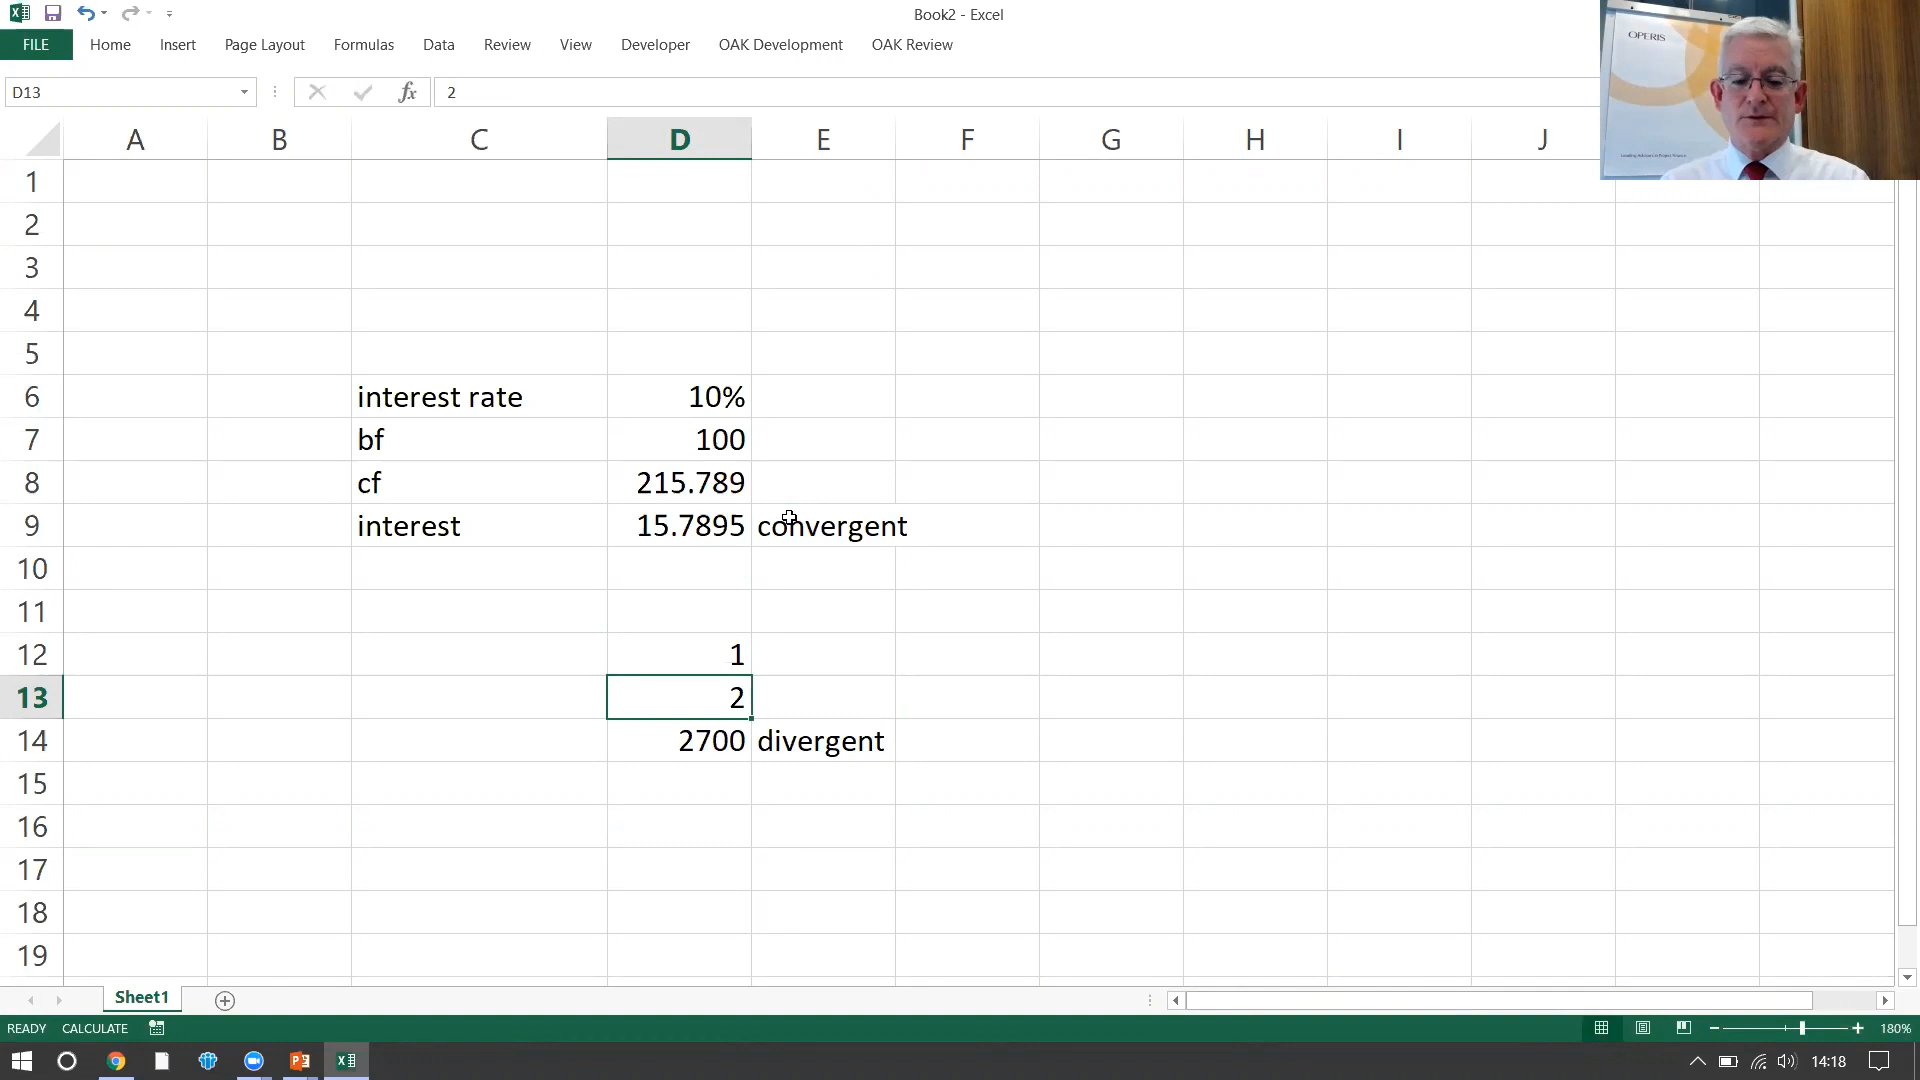 Book2 - Excel
FILE Home Insert Page Layout Formulas Data Review View Developer OAK Development OAK Review
OPERIS
D13 fx 2
A B C D E F G H I J
1
2
3
4
5
6 interest rate 10%
7 bf 100
8 cf 215.789
9 interest 15.7895 convergent
10
11
12 1
13 2
14 2700 divergent
15
16
17
18
19
Sheet1
READY CALCULATE 180%
14:18